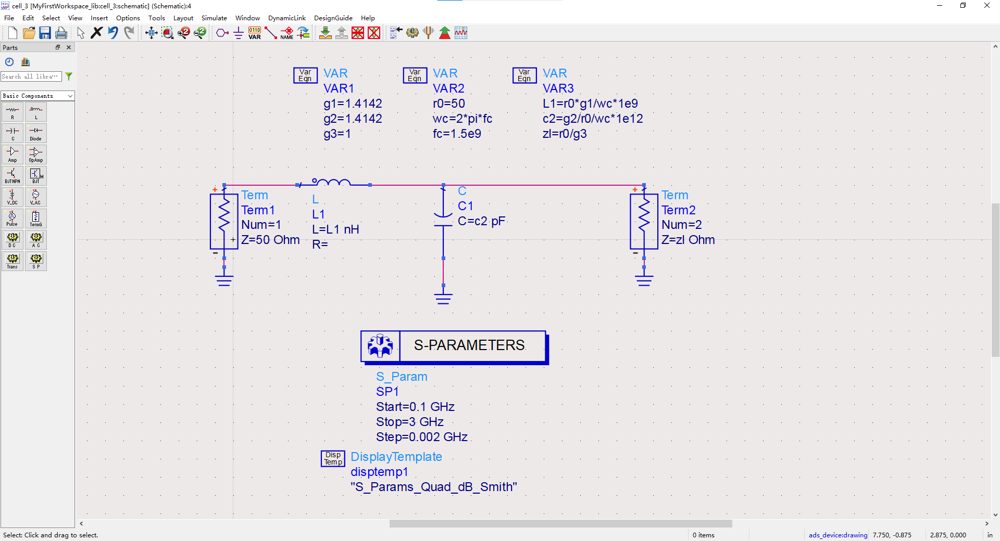 cell_3 [MyFirstWorkspace_lib:cell_3:schematic] (Schematic):4
File Edit Select View Insert Options Tools Layout Simulate Window DynamicLink DesignGuide Help
0110
VAR
NAME
Parts
Search all libra...
Basic Components
R L
C Diode
Amp OpAmp
BJTNPN BJT
V_DC V_AC
Pulse TermG
DC AC
Trans SP
Var
Eqn
VAR
VAR1
g1=1.4142
g2=1.4142
g3=1
Var
Eqn
VAR
VAR2
r0=50
wc=2*pi*fc
fc=1.5e9
Var
Eqn
VAR
VAR3
L1=r0*g1/wc*1e9
c2=g2/r0/wc*1e12
zl=r0/g3
+
Term
Term1
Num=1
Z=50 Ohm
-
L
L1
L=L1 nH
R=
C
C1
C=c2 pF
+
Term
Term2
Num=2
Z=zl Ohm
-
S-PARAMETERS
S_Param
SP1
Start=0.1 GHz
Stop=3 GHz
Step=0.002 GHz
Disp
Temp
DisplayTemplate
disptemp1
"S_Params_Quad_dB_Smith"
Select: Click and drag to select.
0 items
ads_device:drawing
7.750, -0.875
2.875, 0.000
in